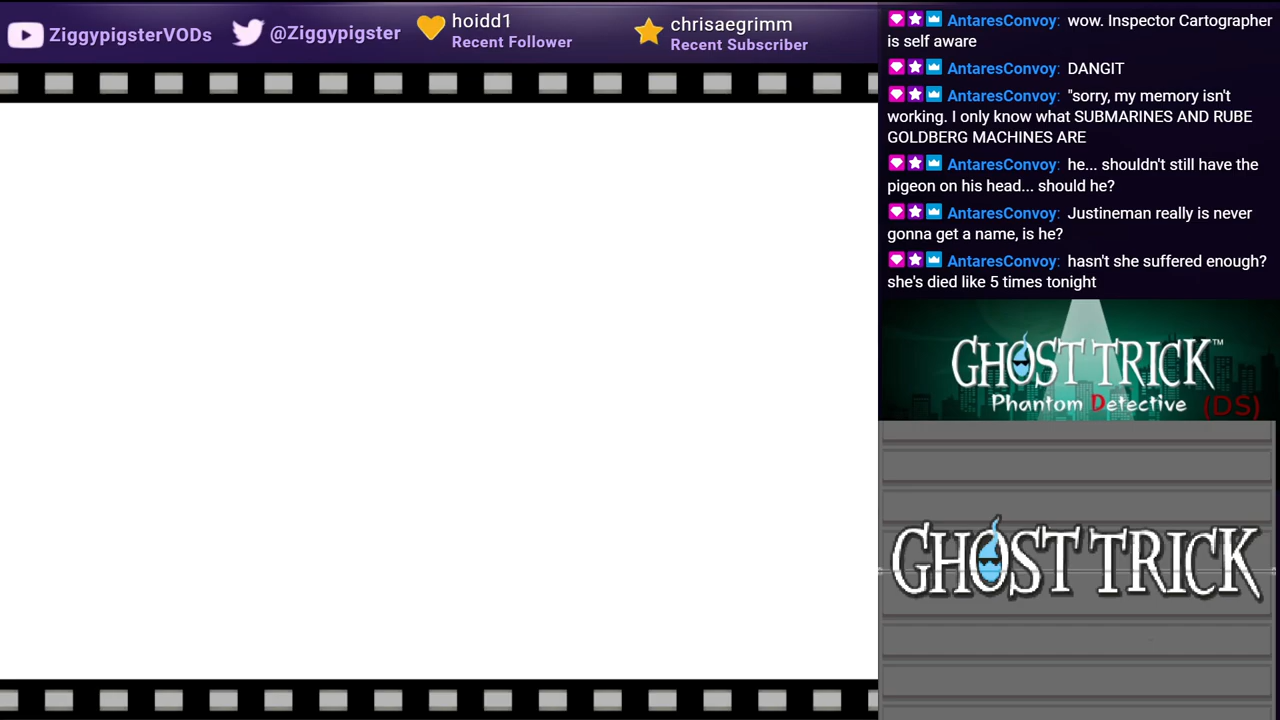 ZiggypigsterVODs
@Ziggypigster
hoidd1
Recent Follower
chrisaegrimm
Recent Subscriber
AntaresConvoy: wow. Inspector Cartographer
is self aware
AntaresConvoy: DANGIT
AntaresConvoy: "sorry, my memory isn't
working. I only know what SUBMARINES AND RUBE
GOLDBERG MACHINES ARE
AntaresConvoy: he... shouldn't still have the
pigeon on his head... should he?
AntaresConvoy: Justineman really is never
gonna get a name, is he?
AntaresConvoy: hasn't she suffered enough?
she's died like 5 times tonight
GHOST TRICK™
Phantom Detective (DS)
GHOST TRICK